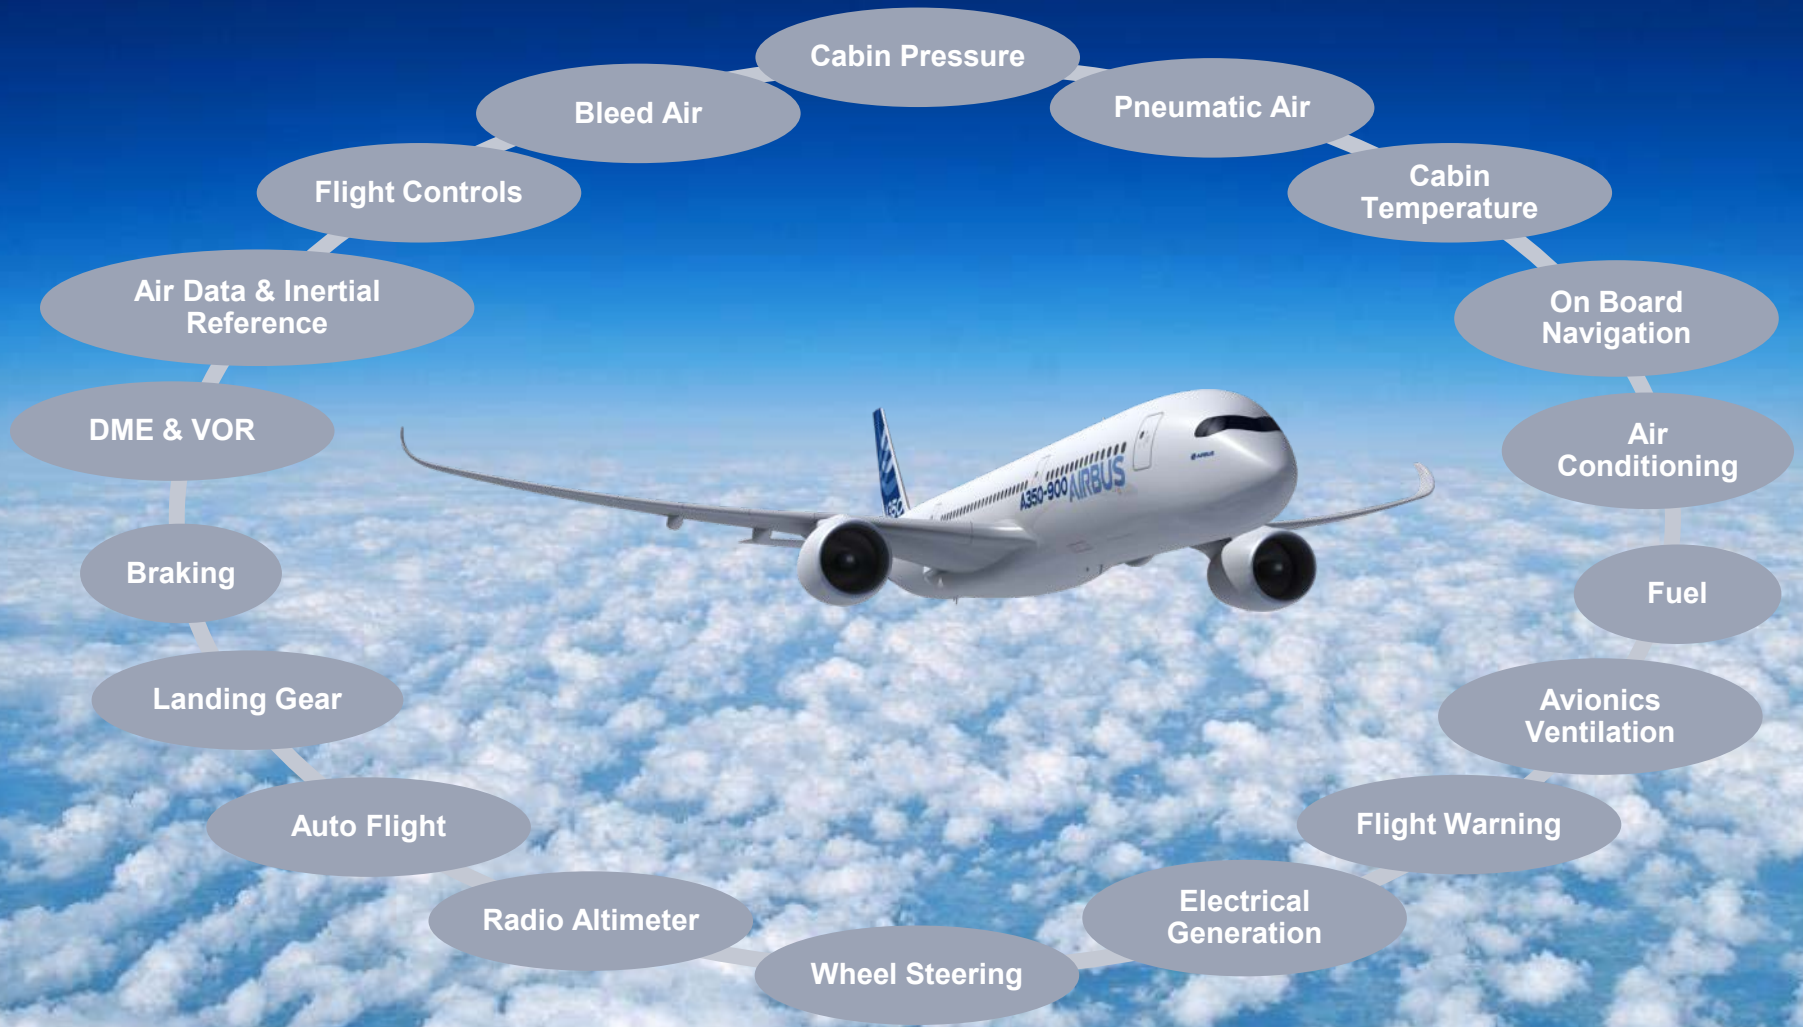 Cabin Pressure
Pneumatic Air
Cabin
Temperature
On Board
Navigation
Air
Conditioning
Fuel
Avionics
Ventilation
Flight Warning
Electrical
Generation
Wheel Steering
Radio Altimeter
Auto Flight
Landing Gear
Braking
DME & VOR
Air Data & Inertial
Reference
Flight Controls
Bleed Air
A350-900 AIRBUS
AIRBUS